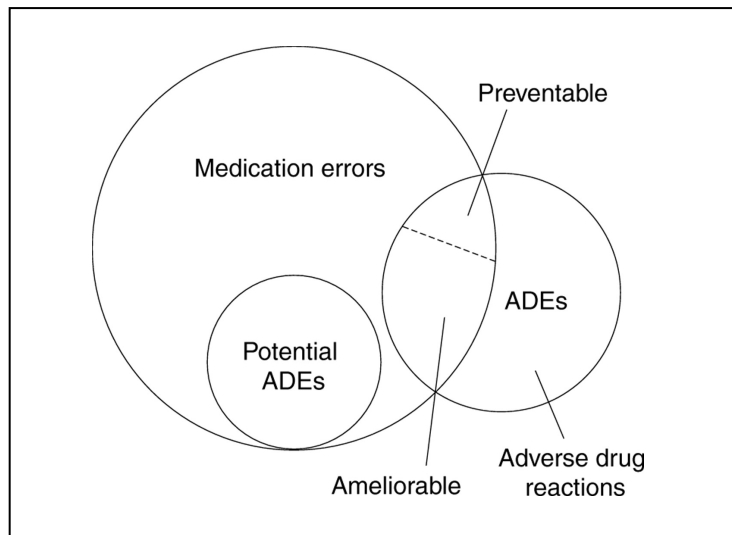 Preventable
Medication errors
ADEs
Potential
ADEs
Ameliorable
Adverse drug
reactions